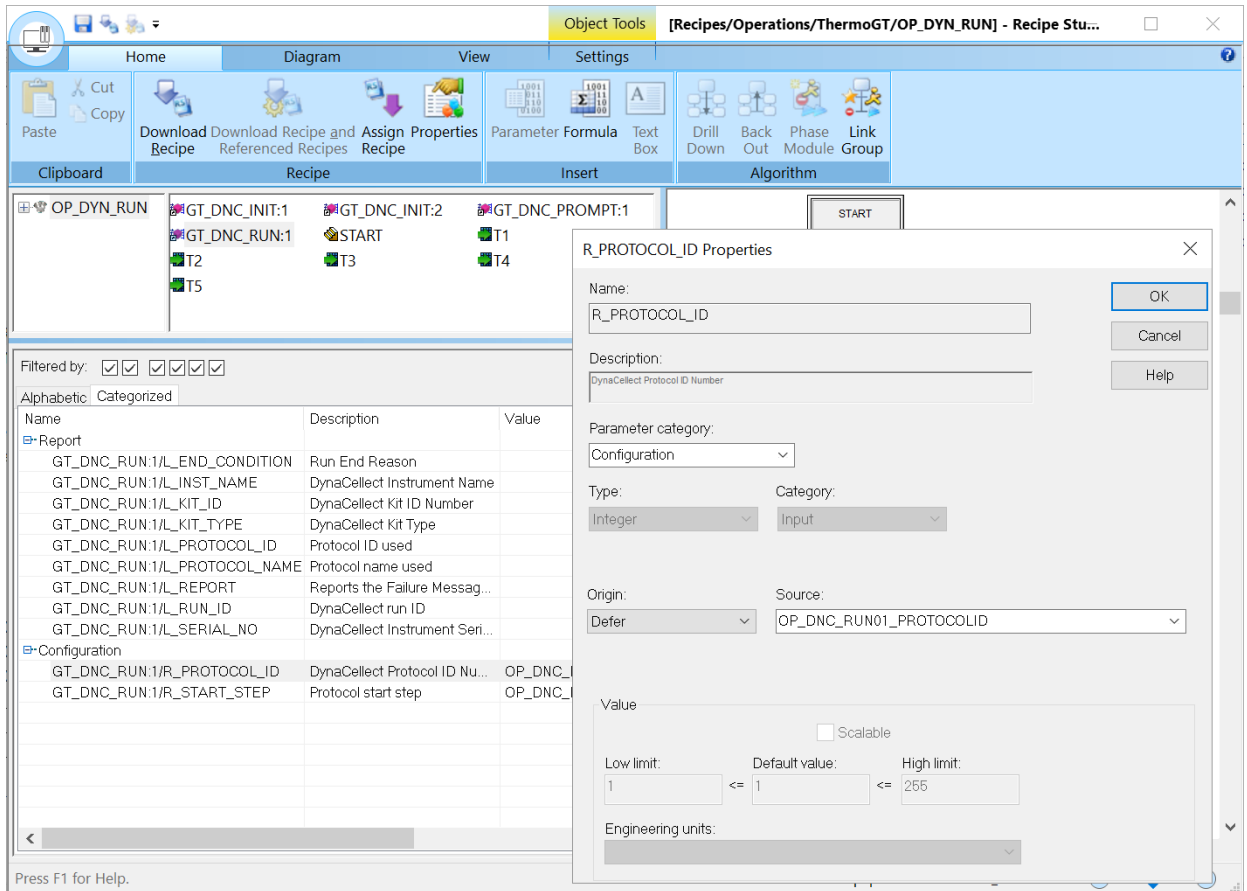 Object Tools
[Recipes/Operations/ThermoGT/OP_DYN_RUN] - Recipe Stu...
Home
Diagram
View
Settings
Paste
Cut
Copy
Download Recipe
Download Recipe and Referenced Recipes
Assign Recipe
Properties
Parameter
Formula
Text Box
Drill Down
Back Out
Phase Module
Link Group
Clipboard
Recipe
Insert
Algorithm
OP_DYN_RUN
GT_DNC_INIT:1
GT_DNC_INIT:2
GT_DNC_PROMPT:1
GT_DNC_RUN:1
START
T1
T2
T3
T4
T5
START
Filtered by:
Alphabetic
Categorized
Name Description Value
Report
GT_DNC_RUN:1/L_END_CONDITION Run End Reason
GT_DNC_RUN:1/L_INST_NAME DynaCellect Instrument Name
GT_DNC_RUN:1/L_KIT_ID DynaCellect Kit ID Number
GT_DNC_RUN:1/L_KIT_TYPE DynaCellect Kit Type
GT_DNC_RUN:1/L_PROTOCOL_ID Protocol ID used
GT_DNC_RUN:1/L_PROTOCOL_NAME Protocol name used
GT_DNC_RUN:1/L_REPORT Reports the Failure Messag...
GT_DNC_RUN:1/L_RUN_ID DynaCellect run ID
GT_DNC_RUN:1/L_SERIAL_NO DynaCellect Instrument Seri...
Configuration
GT_DNC_RUN:1/R_PROTOCOL_ID DynaCellect Protocol ID Nu... OP_DNC_
GT_DNC_RUN:1/R_START_STEP Protocol start step OP_DNC_
Press F1 for Help.
R_PROTOCOL_ID Properties
Name:
R_PROTOCOL_ID
OK
Cancel
Help
Description:
DynaCellect Protocol ID Number
Parameter category:
Configuration
Type: Category:
Integer Input
Origin: Source:
Defer OP_DNC_RUN01_PROTOCOLID
Value
Scalable
Low limit: Default value: High limit:
1 <= 1 <= 255
Engineering units: